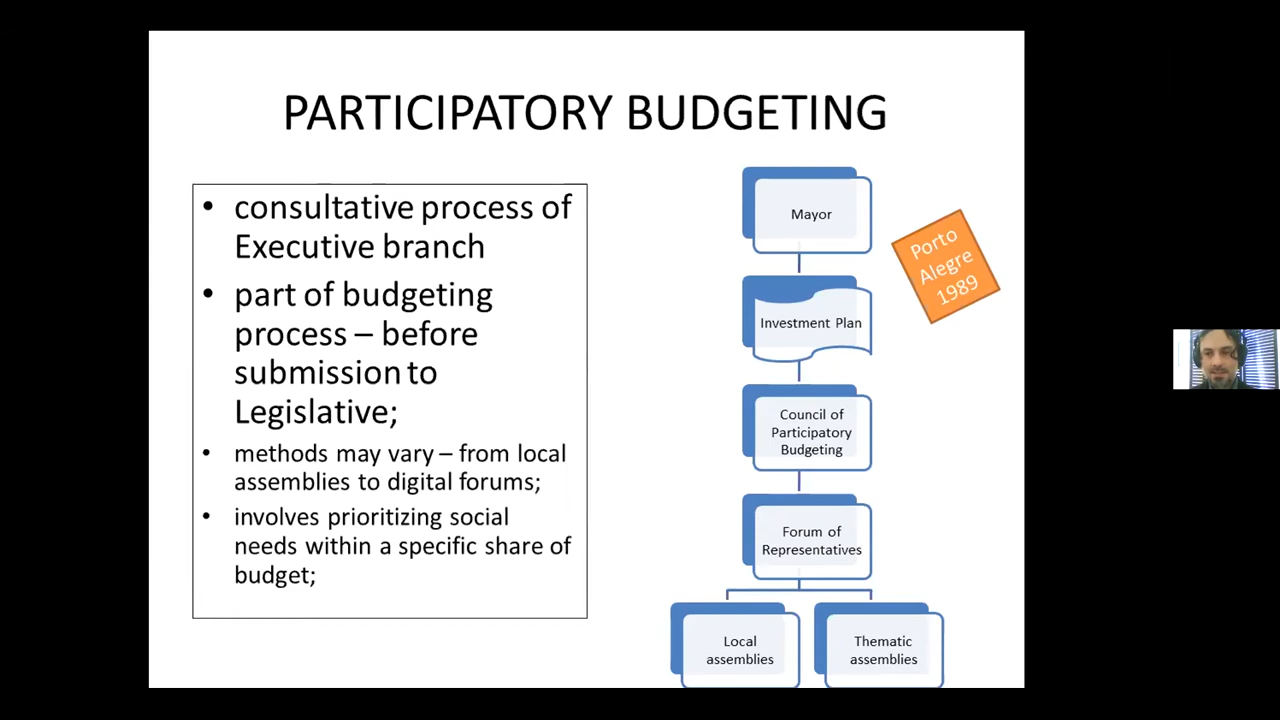 PARTICIPATORY BUDGETING
• consultative process of
Executive branch
• part of budgeting
process – before
submission to
Legislative;
• methods may vary – from local
assemblies to digital forums;
• involves prioritizing social
needs within a specific share of
budget;
Mayor
Porto
Alegre
1989
Investment Plan
Council of
Participatory
Budgeting
Forum of
Representatives
Local
assemblies
Thematic
assemblies